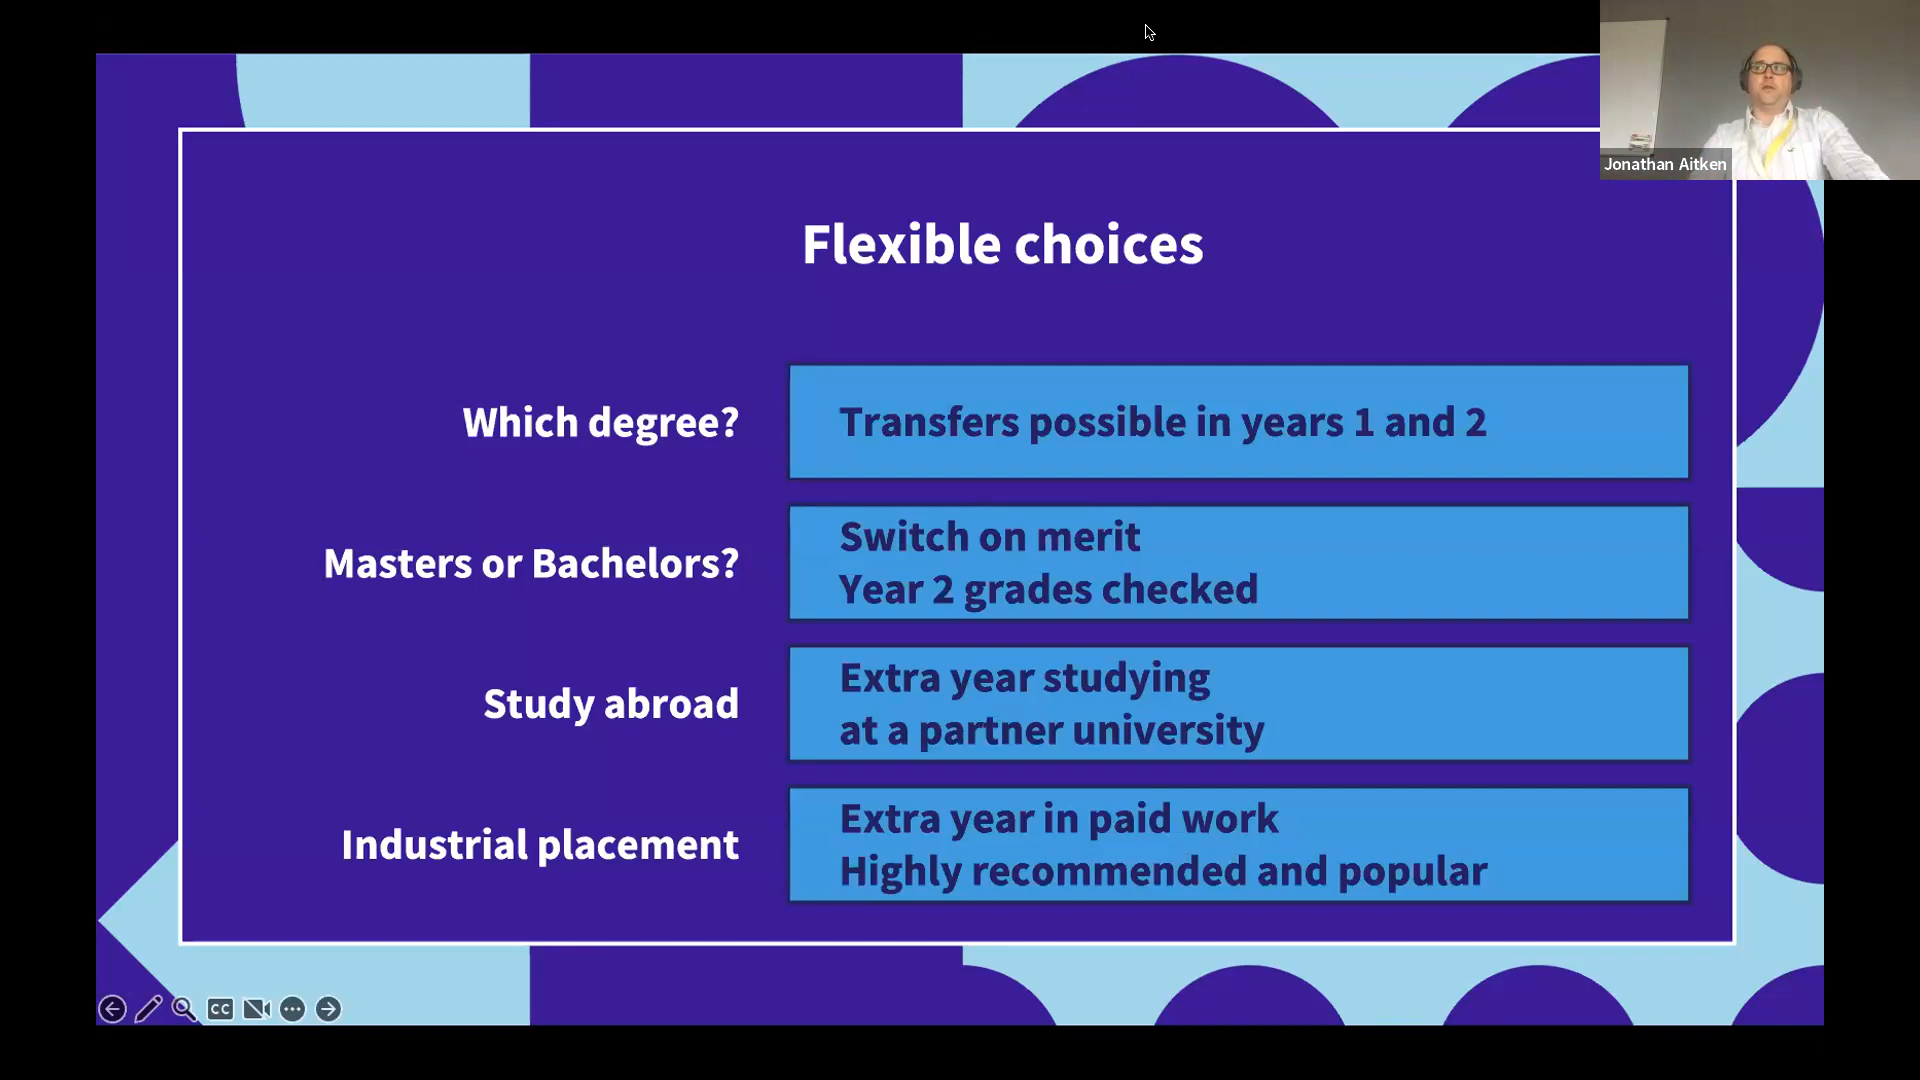 Jonathan Aitken
Flexible choices
Which degree?
Transfers possible in years 1 and 2
Masters or Bachelors?
Switch on merit
Year 2 grades checked
Study abroad
Extra year studying
at a partner university
Industrial placement
Extra year in paid work
Highly recommended and popular
CC